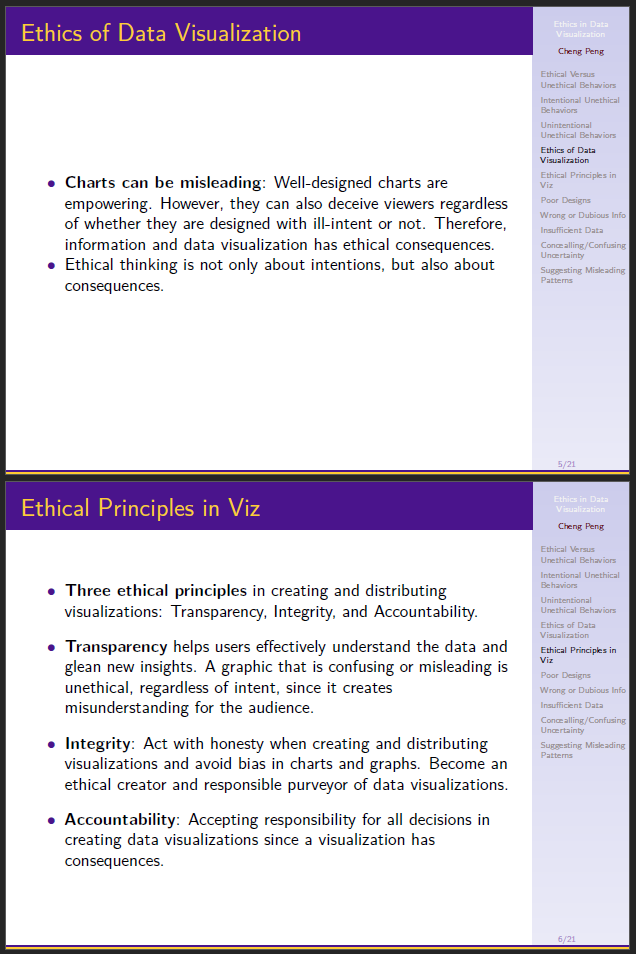 Ethics of Data Visualization
• Charts can be misleading: Well-designed charts are
empowering. However, they can also deceive viewers regardless
of whether they are designed with ill-intent or not. Therefore,
information and data visualization has ethical consequences.
• Ethical thinking is not only about intentions, but also about
consequences.
Ethics in Data
Visualization
Cheng Peng
Ethical Versus
Unethical Behaviors
Intentional Unethical
Behaviors
Unintentional
Unethical Behaviors
Ethics of Data
Visualization
Ethical Principles in
Viz
Poor Designs
Wrong or Dubious Info
Insufficient Data
Concealling/Confusing
Uncertainty
Suggesting Misleading
Patterns
5/21
Ethical Principles in Viz
• Three ethical principles in creating and distributing
visualizations: Transparency, Integrity, and Accountability.
• Transparency helps users effectively understand the data and
glean new insights. A graphic that is confusing or misleading is
unethical, regardless of intent, since it creates
misunderstanding for the audience.
• Integrity: Act with honesty when creating and distributing
visualizations and avoid bias in charts and graphs. Become an
ethical creator and responsible purveyor of data visualizations.
• Accountability: Accepting responsibility for all decisions in
creating data visualizations since a visualization has
consequences.
Ethics in Data
Visualization
Cheng Peng
Ethical Versus
Unethical Behaviors
Intentional Unethical
Behaviors
Unintentional
Unethical Behaviors
Ethics of Data
Visualization
Ethical Principles in
Viz
Poor Designs
Wrong or Dubious Info
Insufficient Data
Concealling/Confusing
Uncertainty
Suggesting Misleading
Patterns
6/21